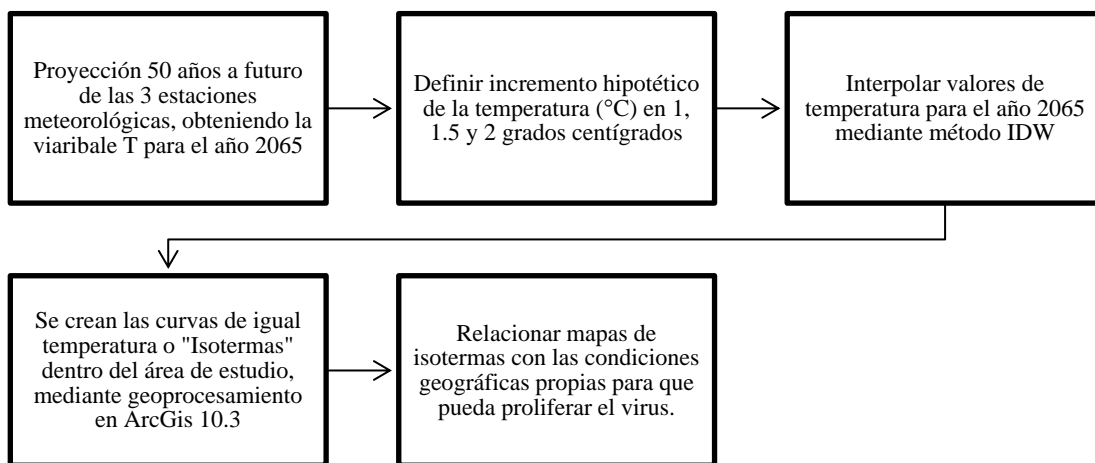 Proyección 50 años a futuro
de las 3 estaciones
meteorológicas, obteniendo la
viaribale T para el año 2065
Definir incremento hipotético
de la temperatura (°C) en 1,
1.5 y 2 grados centígrados
Interpolar valores de
temperatura para el año 2065
mediante método IDW
Se crean las curvas de igual
temperatura o "Isotermas"
dentro del área de estudio,
mediante geoprocesamiento
en ArcGis 10.3
Relacionar mapas de
isotermas con las condiciones
geográficas propias para que
pueda proliferar el virus.